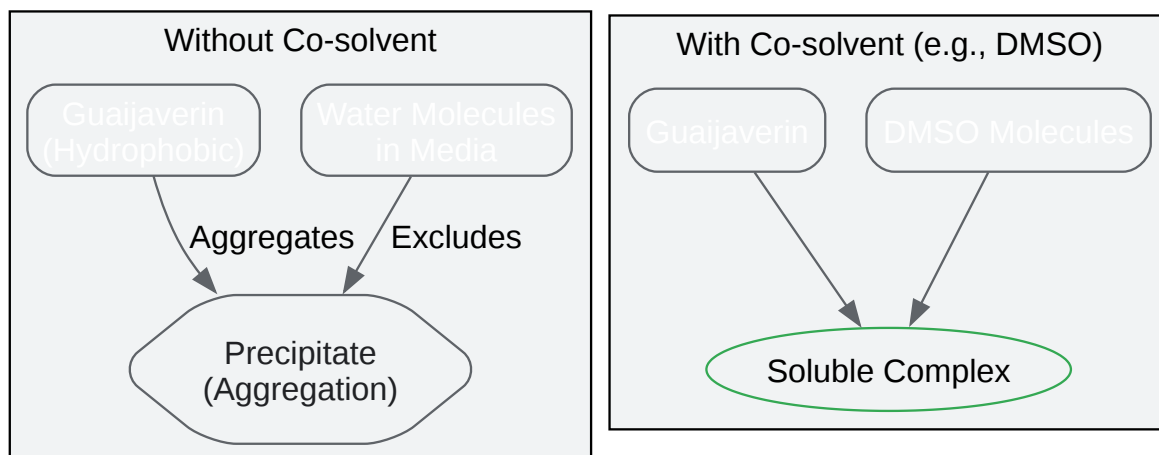 Without Co-solvent
Guaijaverin
(Hydrophobic)
Water Molecules
in Media
Aggregates
Excludes
Precipitate
(Aggregation)
With Co-solvent (e.g., DMSO)
Guaijaverin
DMSO Molecules
Soluble Complex